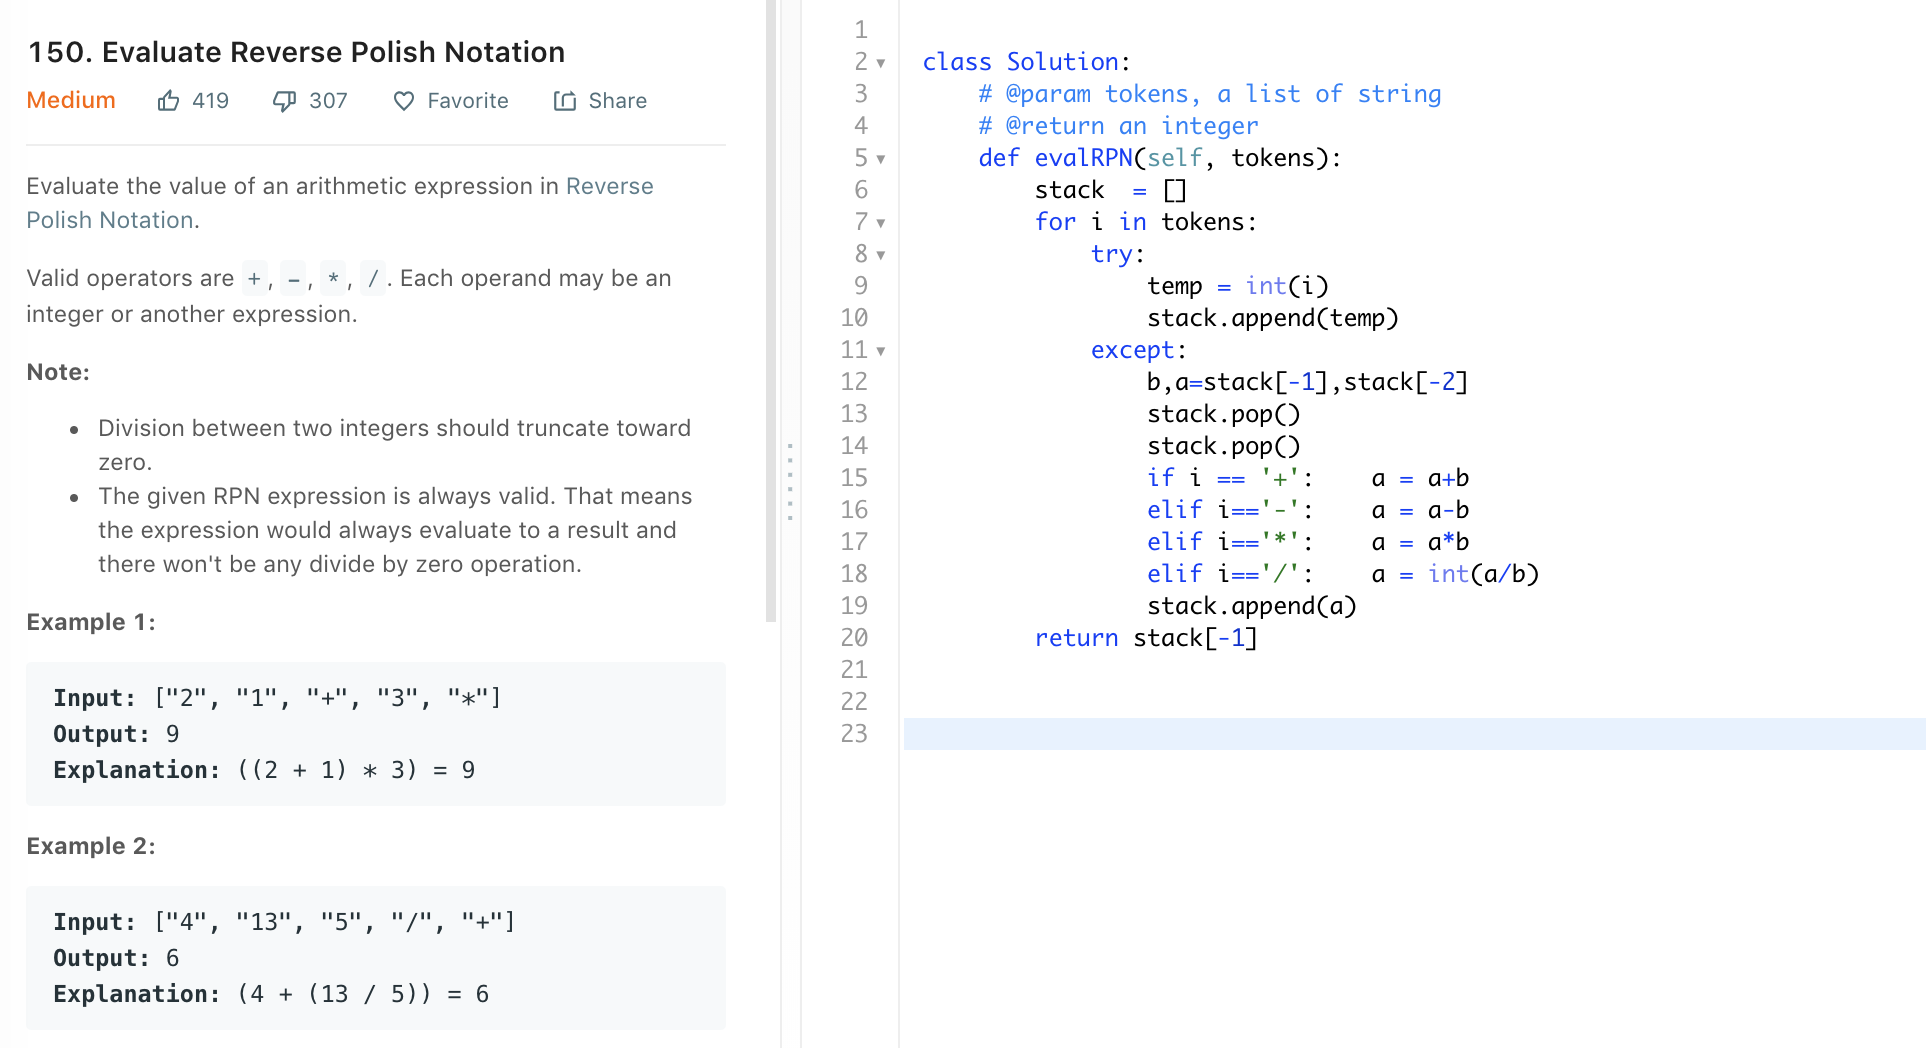 150. Evaluate Reverse Polish Notation
Medium 419 307 Favorite Share
Evaluate the value of an arithmetic expression in Reverse
Polish Notation.
Valid operators are +, -, *, /. Each operand may be an
integer or another expression.
Note:
• Division between two integers should truncate toward
zero.
• The given RPN expression is always valid. That means
the expression would always evaluate to a result and
there won't be any divide by zero operation.
Example 1:
Input: ["2", "1", "+", "3", "*"]
Output: 9
Explanation: ((2 + 1) * 3) = 9
Example 2:
Input: ["4", "13", "5", "/", "+"]
Output: 6
Explanation: (4 + (13 / 5)) = 6
1
2 class Solution:
3     # @param tokens, a list of string
4     # @return an integer
5     def evalRPN(self, tokens):
6         stack  = []
7         for i in tokens:
8             try:
9                 temp = int(i)
10                 stack.append(temp)
11             except:
12                 b,a=stack[-1],stack[-2]
13                 stack.pop()
14                 stack.pop()
15                 if i == '+':    a = a+b
16                 elif i=='-':    a = a-b
17                 elif i=='*':    a = a*b
18                 elif i=='/':    a = int(a/b)
19                 stack.append(a)
20         return stack[-1]
21
22
23